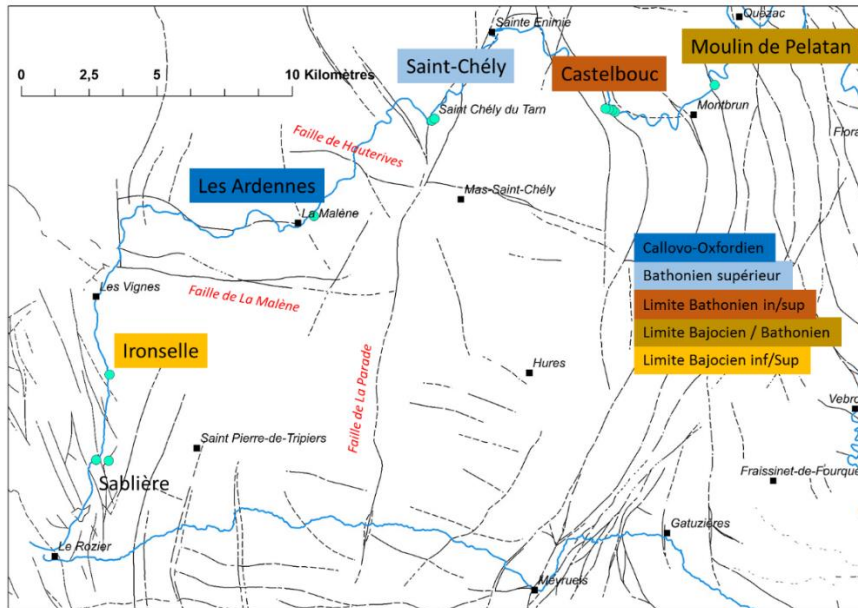 Quézac
Moulin de Pelatan
Sainte Enimie
Saint-Chély
Castelbouc
0 2,5 5 10 Kilomètres
Saint Chély du Tarn
Montbrun
Faille de Hauterives
Flora
Les Ardennes
Mas-Saint-Chély
La Malène
Callovo-Oxfordien
Bathonien supérieur
Les Vignes
Faille de La Malène
Limite Bathonien in/sup
Limite Bajocien / Bathonien
Ironselle
Limite Bajocien inf/Sup
Hures
Faille de La Parade
Vebro
Saint Pierre-de-Tripiers
Sablière
Fraissinet-de-Fourque
Gatuzières
Le Rozier
Meyrueis